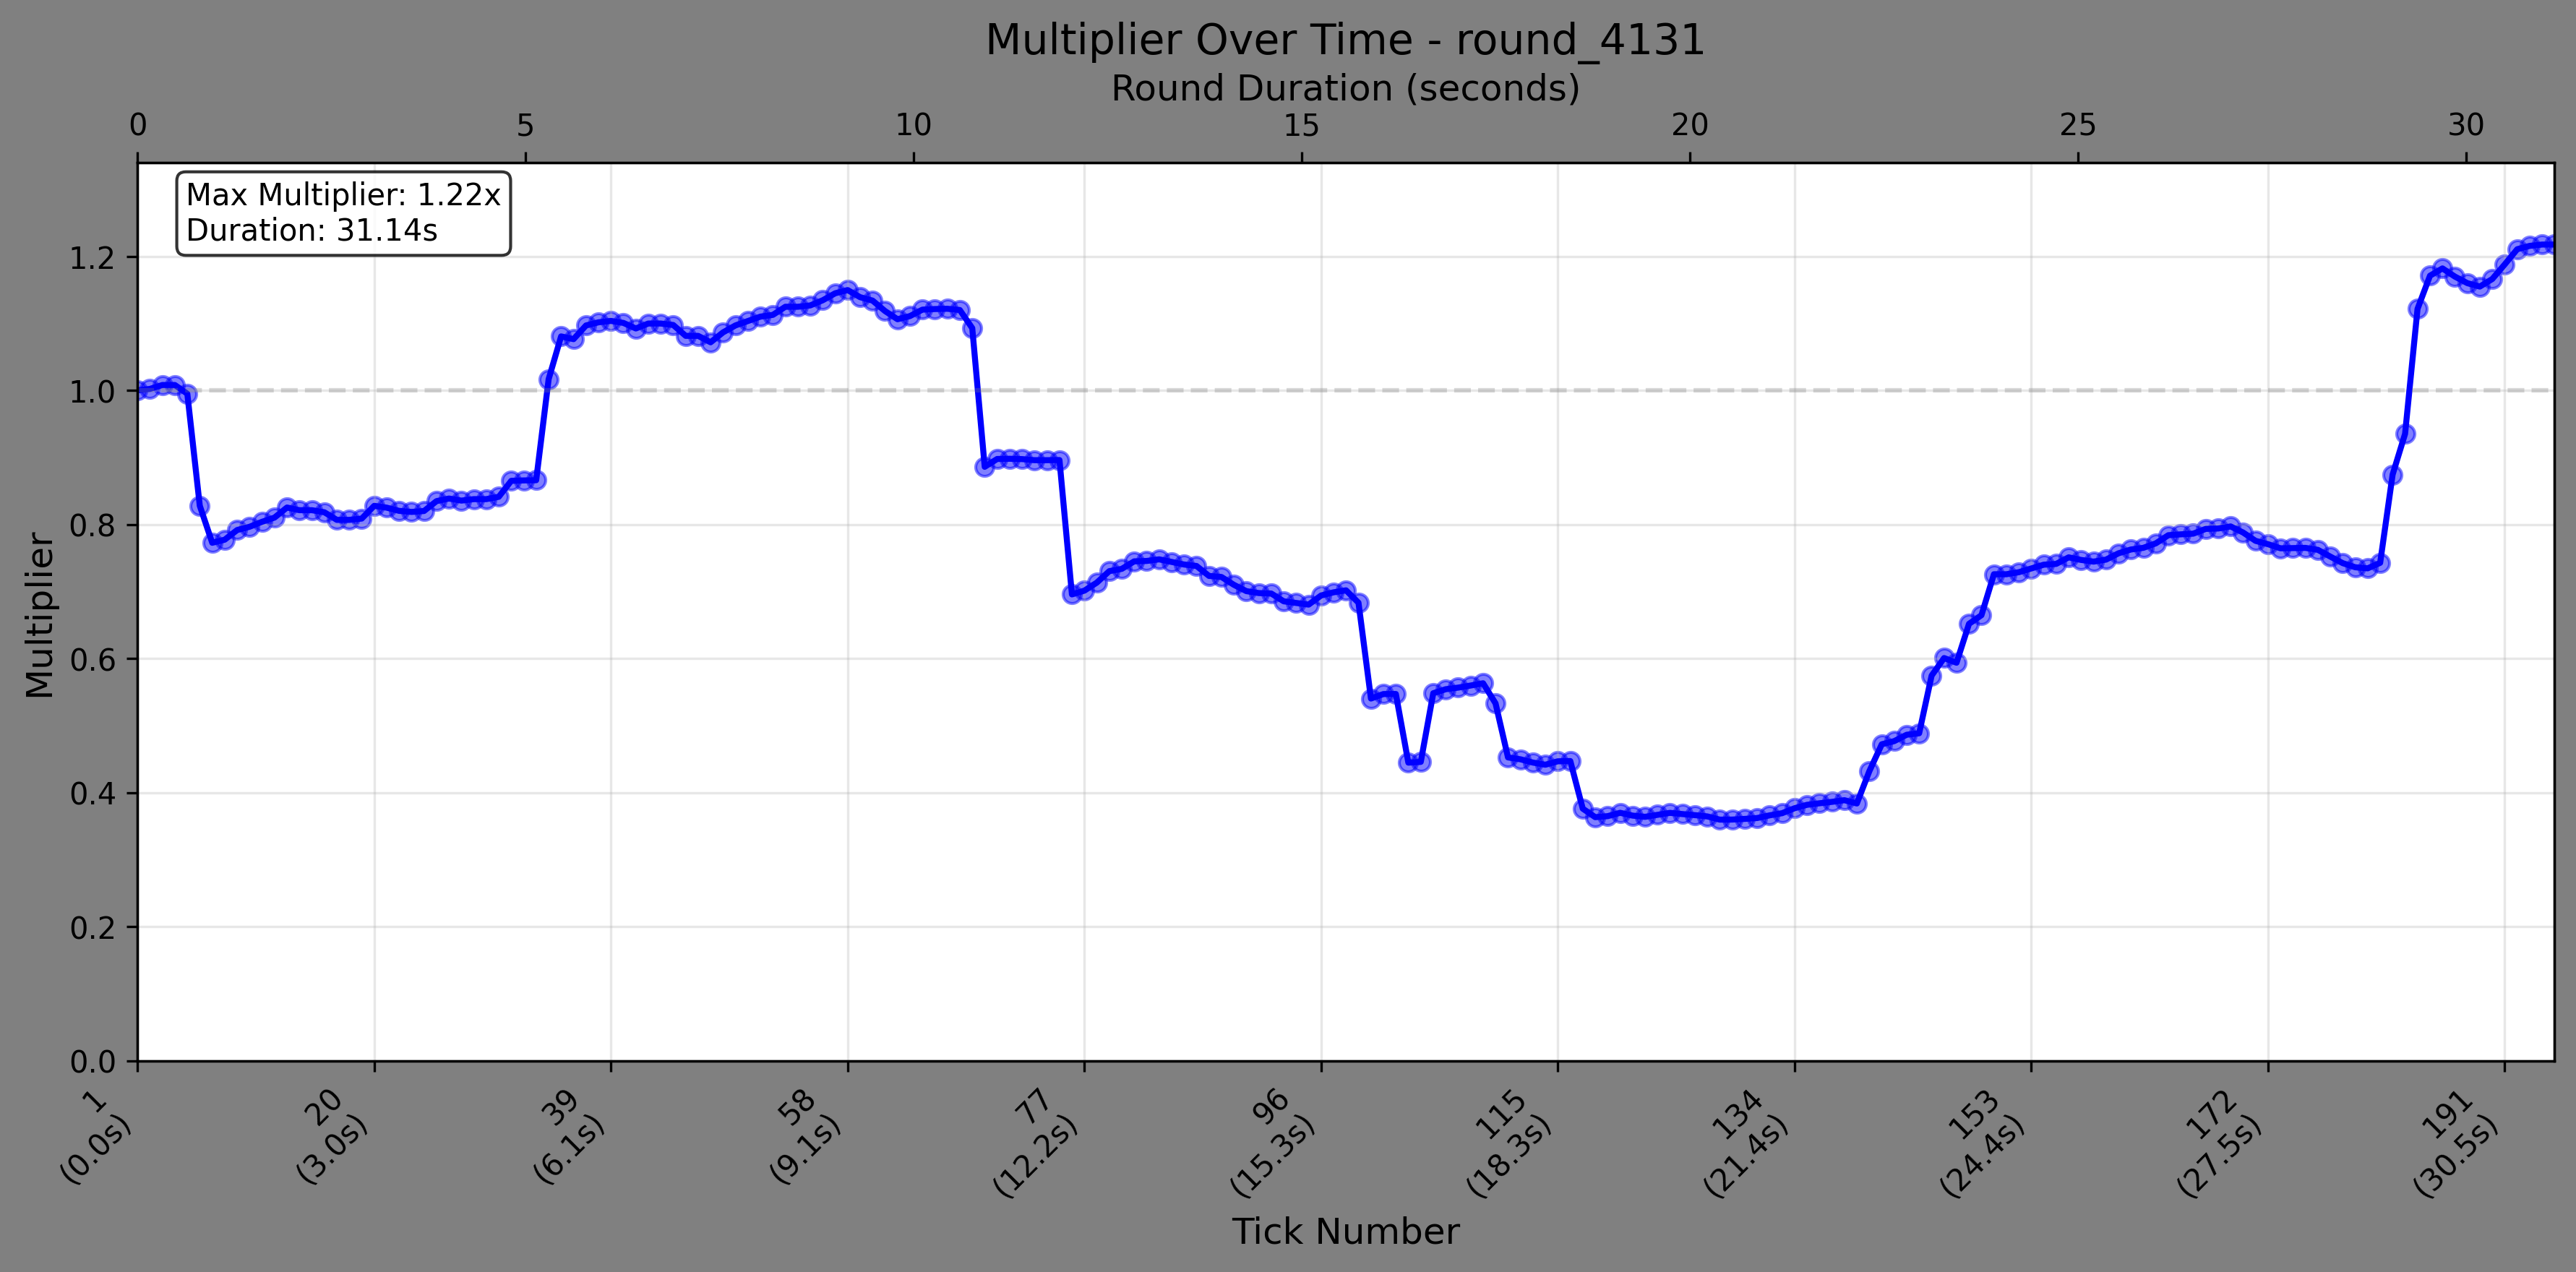 Multiplier Over Time - round_4131
Round Duration (seconds)
0 5 10 15 20 25 30
Max Multiplier: 1.22x
Duration: 31.14s
Multiplier
1.2
1.0
0.8
0.6
0.4
0.2
0.0
1
(0.0s)
20
(3.0s)
39
(6.1s)
58
(9.1s)
77
(12.2s)
96
(15.3s)
115
(18.3s)
134
(21.4s)
153
(24.4s)
172
(27.5s)
191
(30.5s)
Tick Number